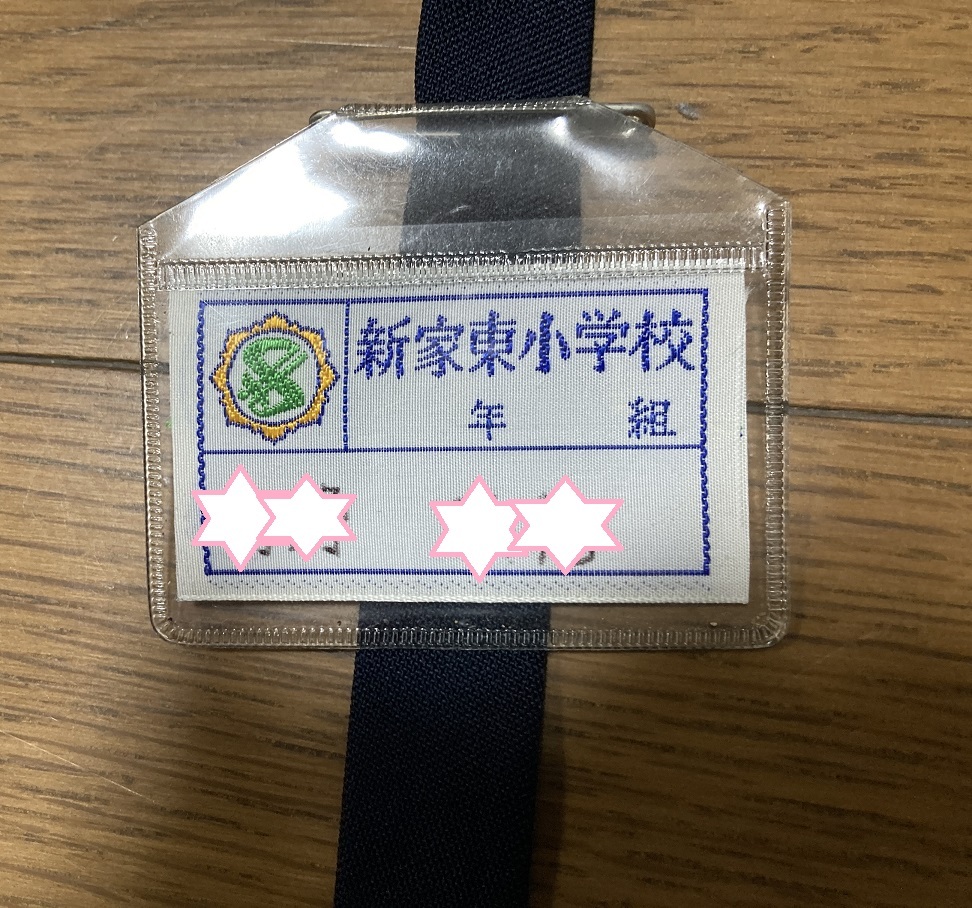 新家東小学校
年 組